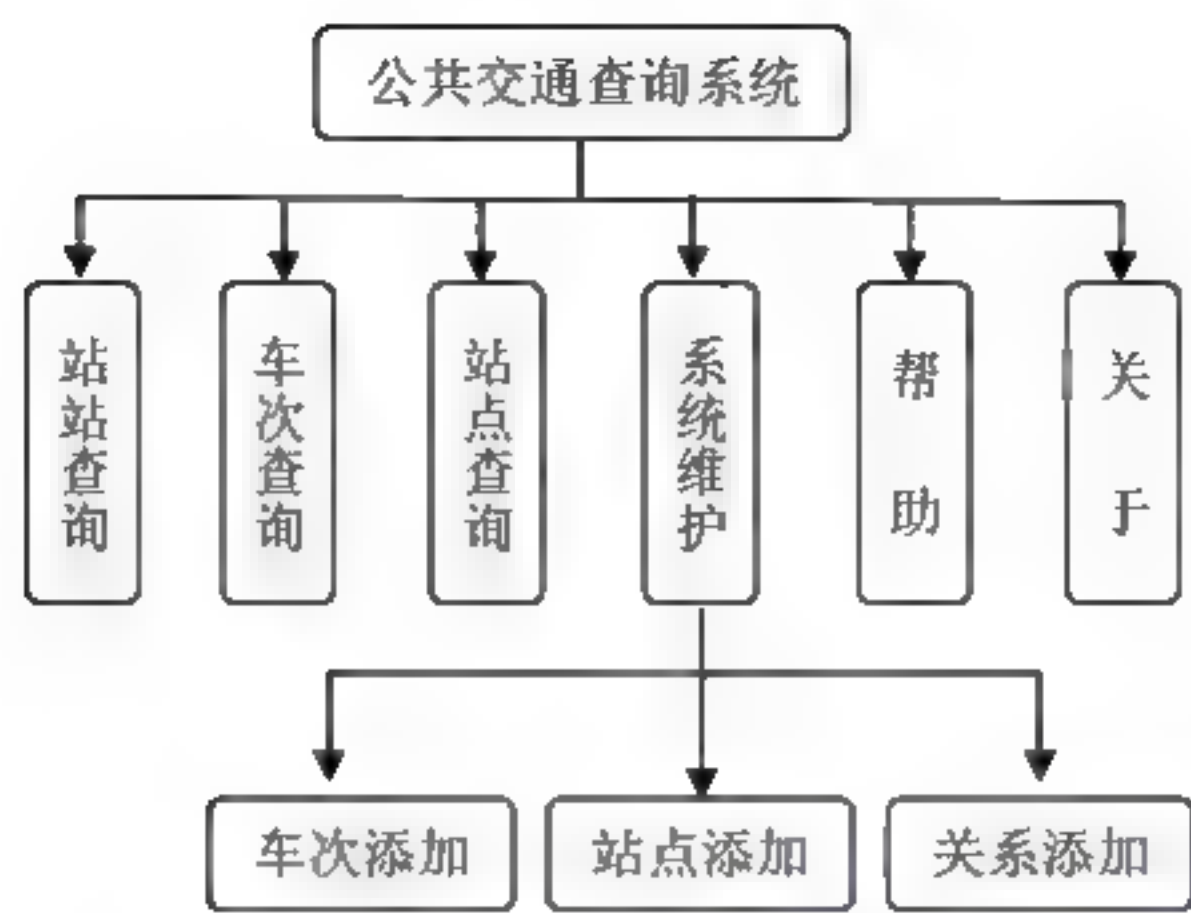 公共交通查询系统
站站查询
车次查询
站点查询
系统维护
帮助
关于
车次添加
站点添加
关系添加